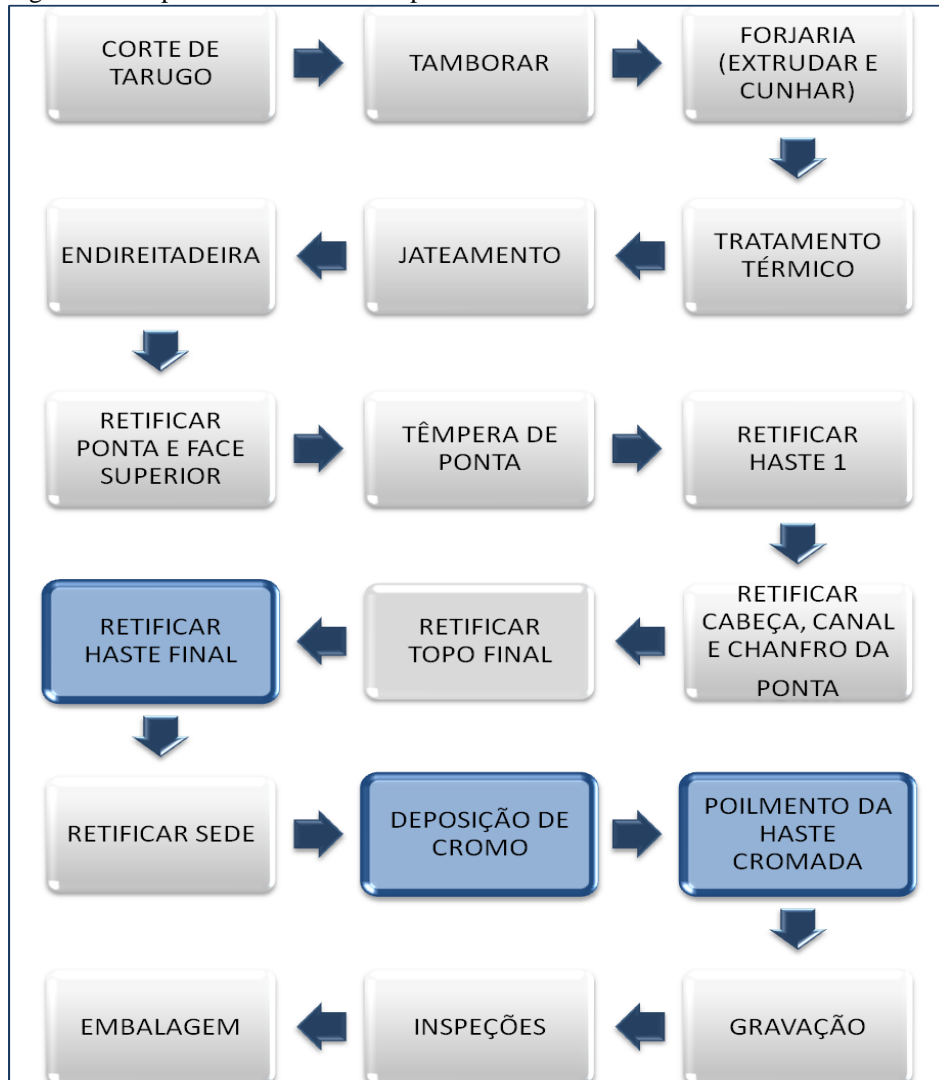 CORTE DE
TARUGO
TAMBORAR
FORJARIA
(EXTRUDAR E
CUNHAR)
TRATAMENTO
TÉRMICO
JATEAMENTO
ENDIREITADEIRA
RETIFICAR
PONTA E FACE
SUPERIOR
TÊMPERA DE
PONTA
RETIFICAR
HASTE 1
RETIFICAR
CABEÇA, CANAL
E CHANFRO DA
PONTA
RETIFICAR
TOPO FINAL
RETIFICAR
HASTE FINAL
RETIFICAR SEDE
DEPOSIÇÃO DE
CROMO
POILMENTO DA
HASTE
CROMADA
GRAVAÇÃO
INSPEÇÕES
EMBALAGEM